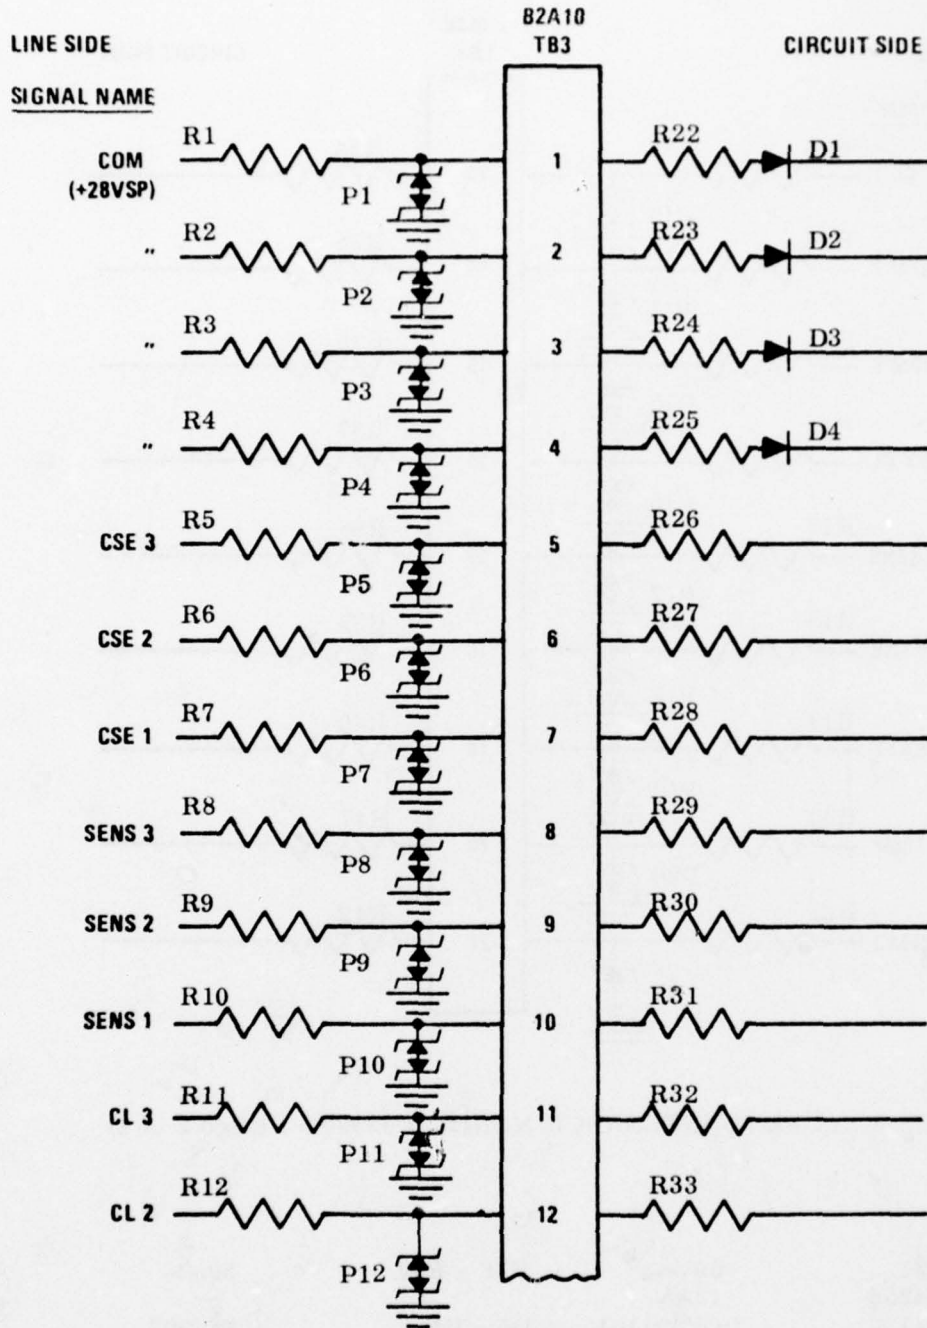 B2A10
LINE SIDE TB3 CIRCUIT SIDE
SIGNAL NAME
COM R1 1 R22 D1
(+28VSP) P1
" R2 2 R23 D2
P2
" R3 3 R24 D3
P3
" R4 4 R25 D4
P4
CSE 3 R5 5 R26
P5
CSE 2 R6 6 R27
P6
CSE 1 R7 7 R28
P7
SENS 3 R8 8 R29
P8
SENS 2 R9 9 R30
P9
SENS 1 R10 10 R31
P10
CL 3 R11 11 R32
P11
CL 2 R12 12 R33
P12